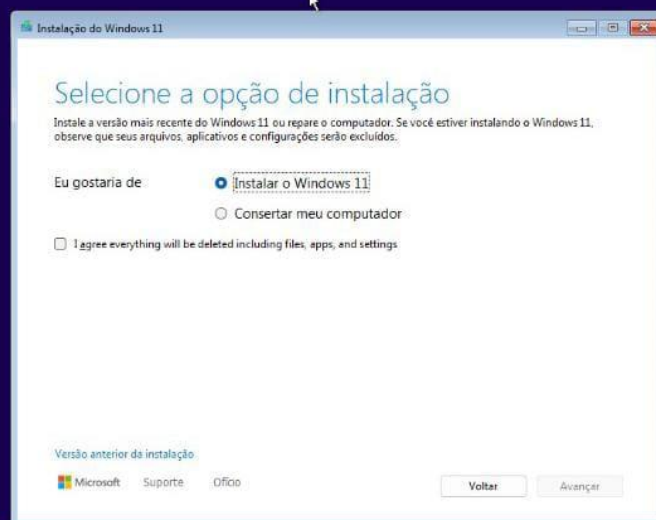 Instalação do Windows 11
Selecione a opção de instalação
Instale a versão mais recente do Windows 11 ou repare o computador. Se você estiver instalando o Windows 11,
observe que seus arquivos, aplicativos e configurações serão excluídos.
Eu gostaria de
Instalar o Windows 11
Consertar meu computador
I agree everything will be deleted including files, apps, and settings
Versão anterior da instalação
Microsoft Suporte Ofício
Voltar Avançar